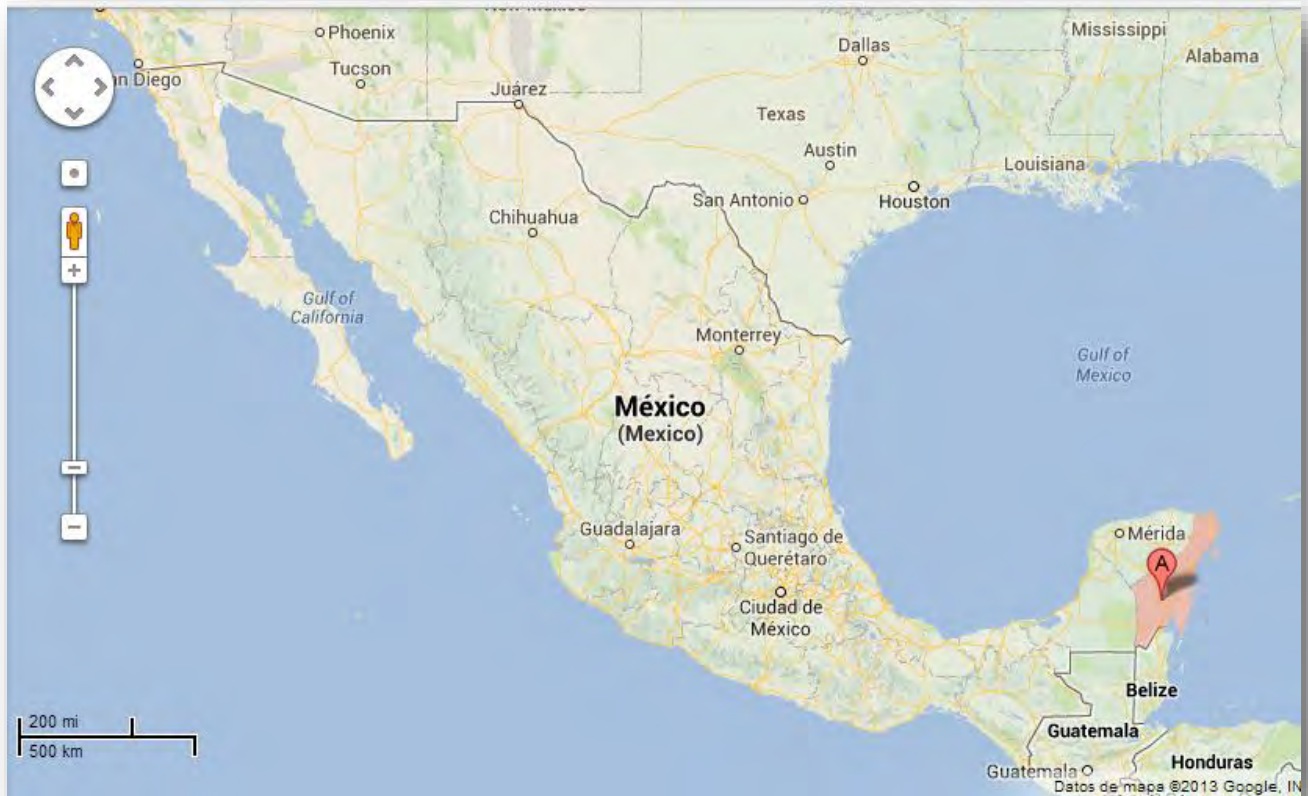 Phoenix
Tucson
Juárez
Dallas
Mississippi
Alabama
Texas
Austin
Louisiana
San Antonio
Houston
Chihuahua
Gulf of
California
Monterrey
Gulf of
Mexico
México
(Mexico)
Guadalajara
Santiago de
Querétaro
Ciudad de
México
Mérida
A
Belize
Guatemala
Guatemala
Honduras
200 mi
500 km
Datos de mapa ©2013 Google, IN